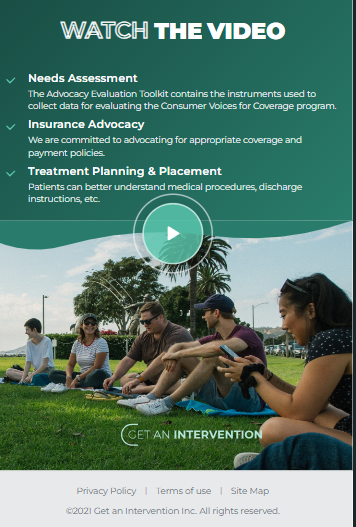 WATCH THE VIDEO
Needs Assessment
The Advocacy Evaluation Toolkit contains the instruments used to
collect data for evaluating the Consumer Voices for Coverage program.
Insurance Advocacy
We are committed to advocating for appropriate coverage and
payment policies.
Treatment Planning & Placement
Patients can better understand medical procedures, discharge
instructions, etc.
GET AN INTERVENTION
Privacy Policy | Terms of use | Site Map
©2021 Get an Intervention Inc. All rights reserved.